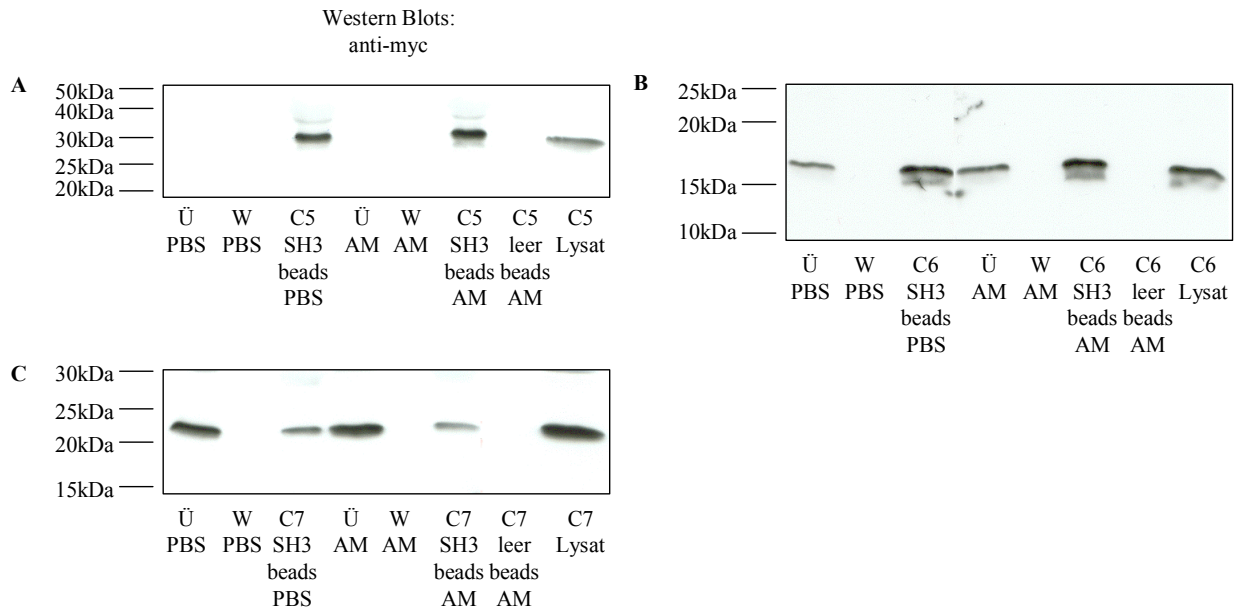 Western Blots:
anti-myc
A
50kDa
40kDa
30kDa
25kDa
20kDa
Ü W C5 Ü W C5 C5 C5
PBS PBS SH3 AM AM SH3 leer Lysat
beads beads beads
PBS AM AM
B
25kDa
20kDa
15kDa
10kDa
Ü W C6 Ü W C6 C6 C6
PBS PBS SH3 AM AM SH3 leer Lysat
beads beads beads
PBS AM AM
C
30kDa
25kDa
20kDa
15kDa
Ü W C7 Ü W C7 C7 C7
PBS PBS SH3 AM AM SH3 leer Lysat
beads beads beads
PBS AM AM